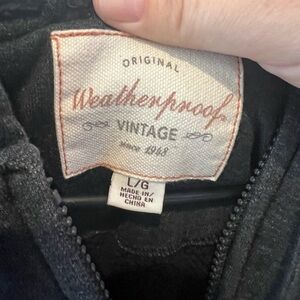 ORIGINAL
Weatherproof
VINTAGE
since 1948
L/G
MADE IN/
HECHO EN
CHINA